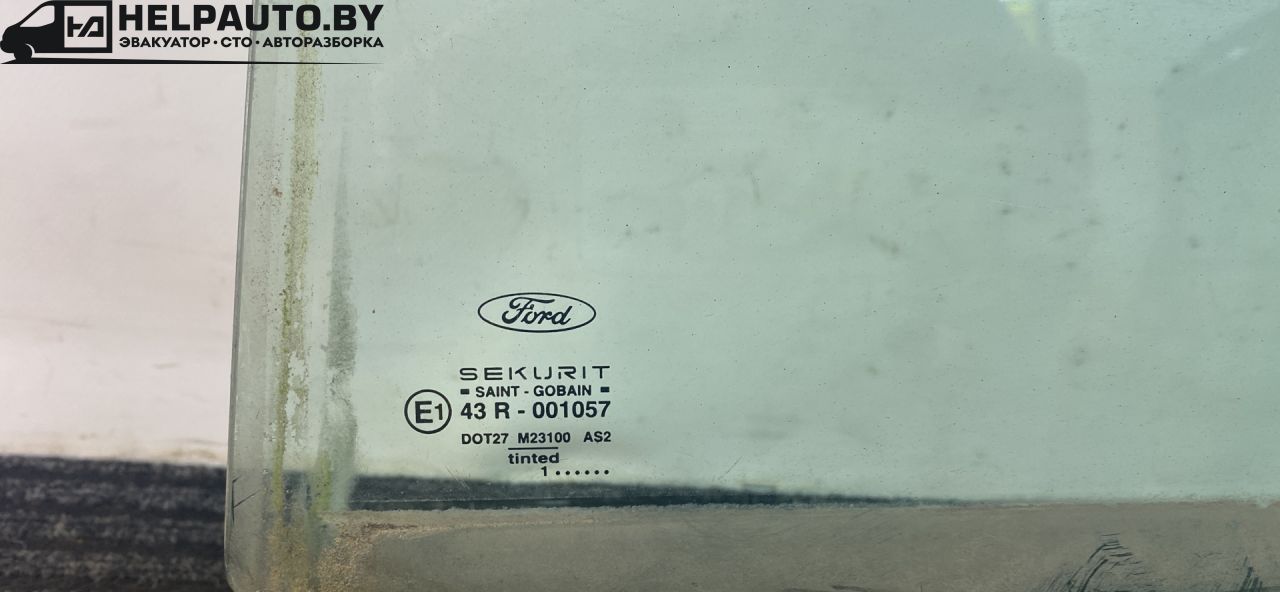 HELPAUTO.BY
ЭВАКУАТОР·СТО·АВТОРАЗБОРКА
Ford
SEKURIT
SAINT - GOBAIN
E1 43 R - 001057
DOT27 M23100 AS2
tinted
1 ......